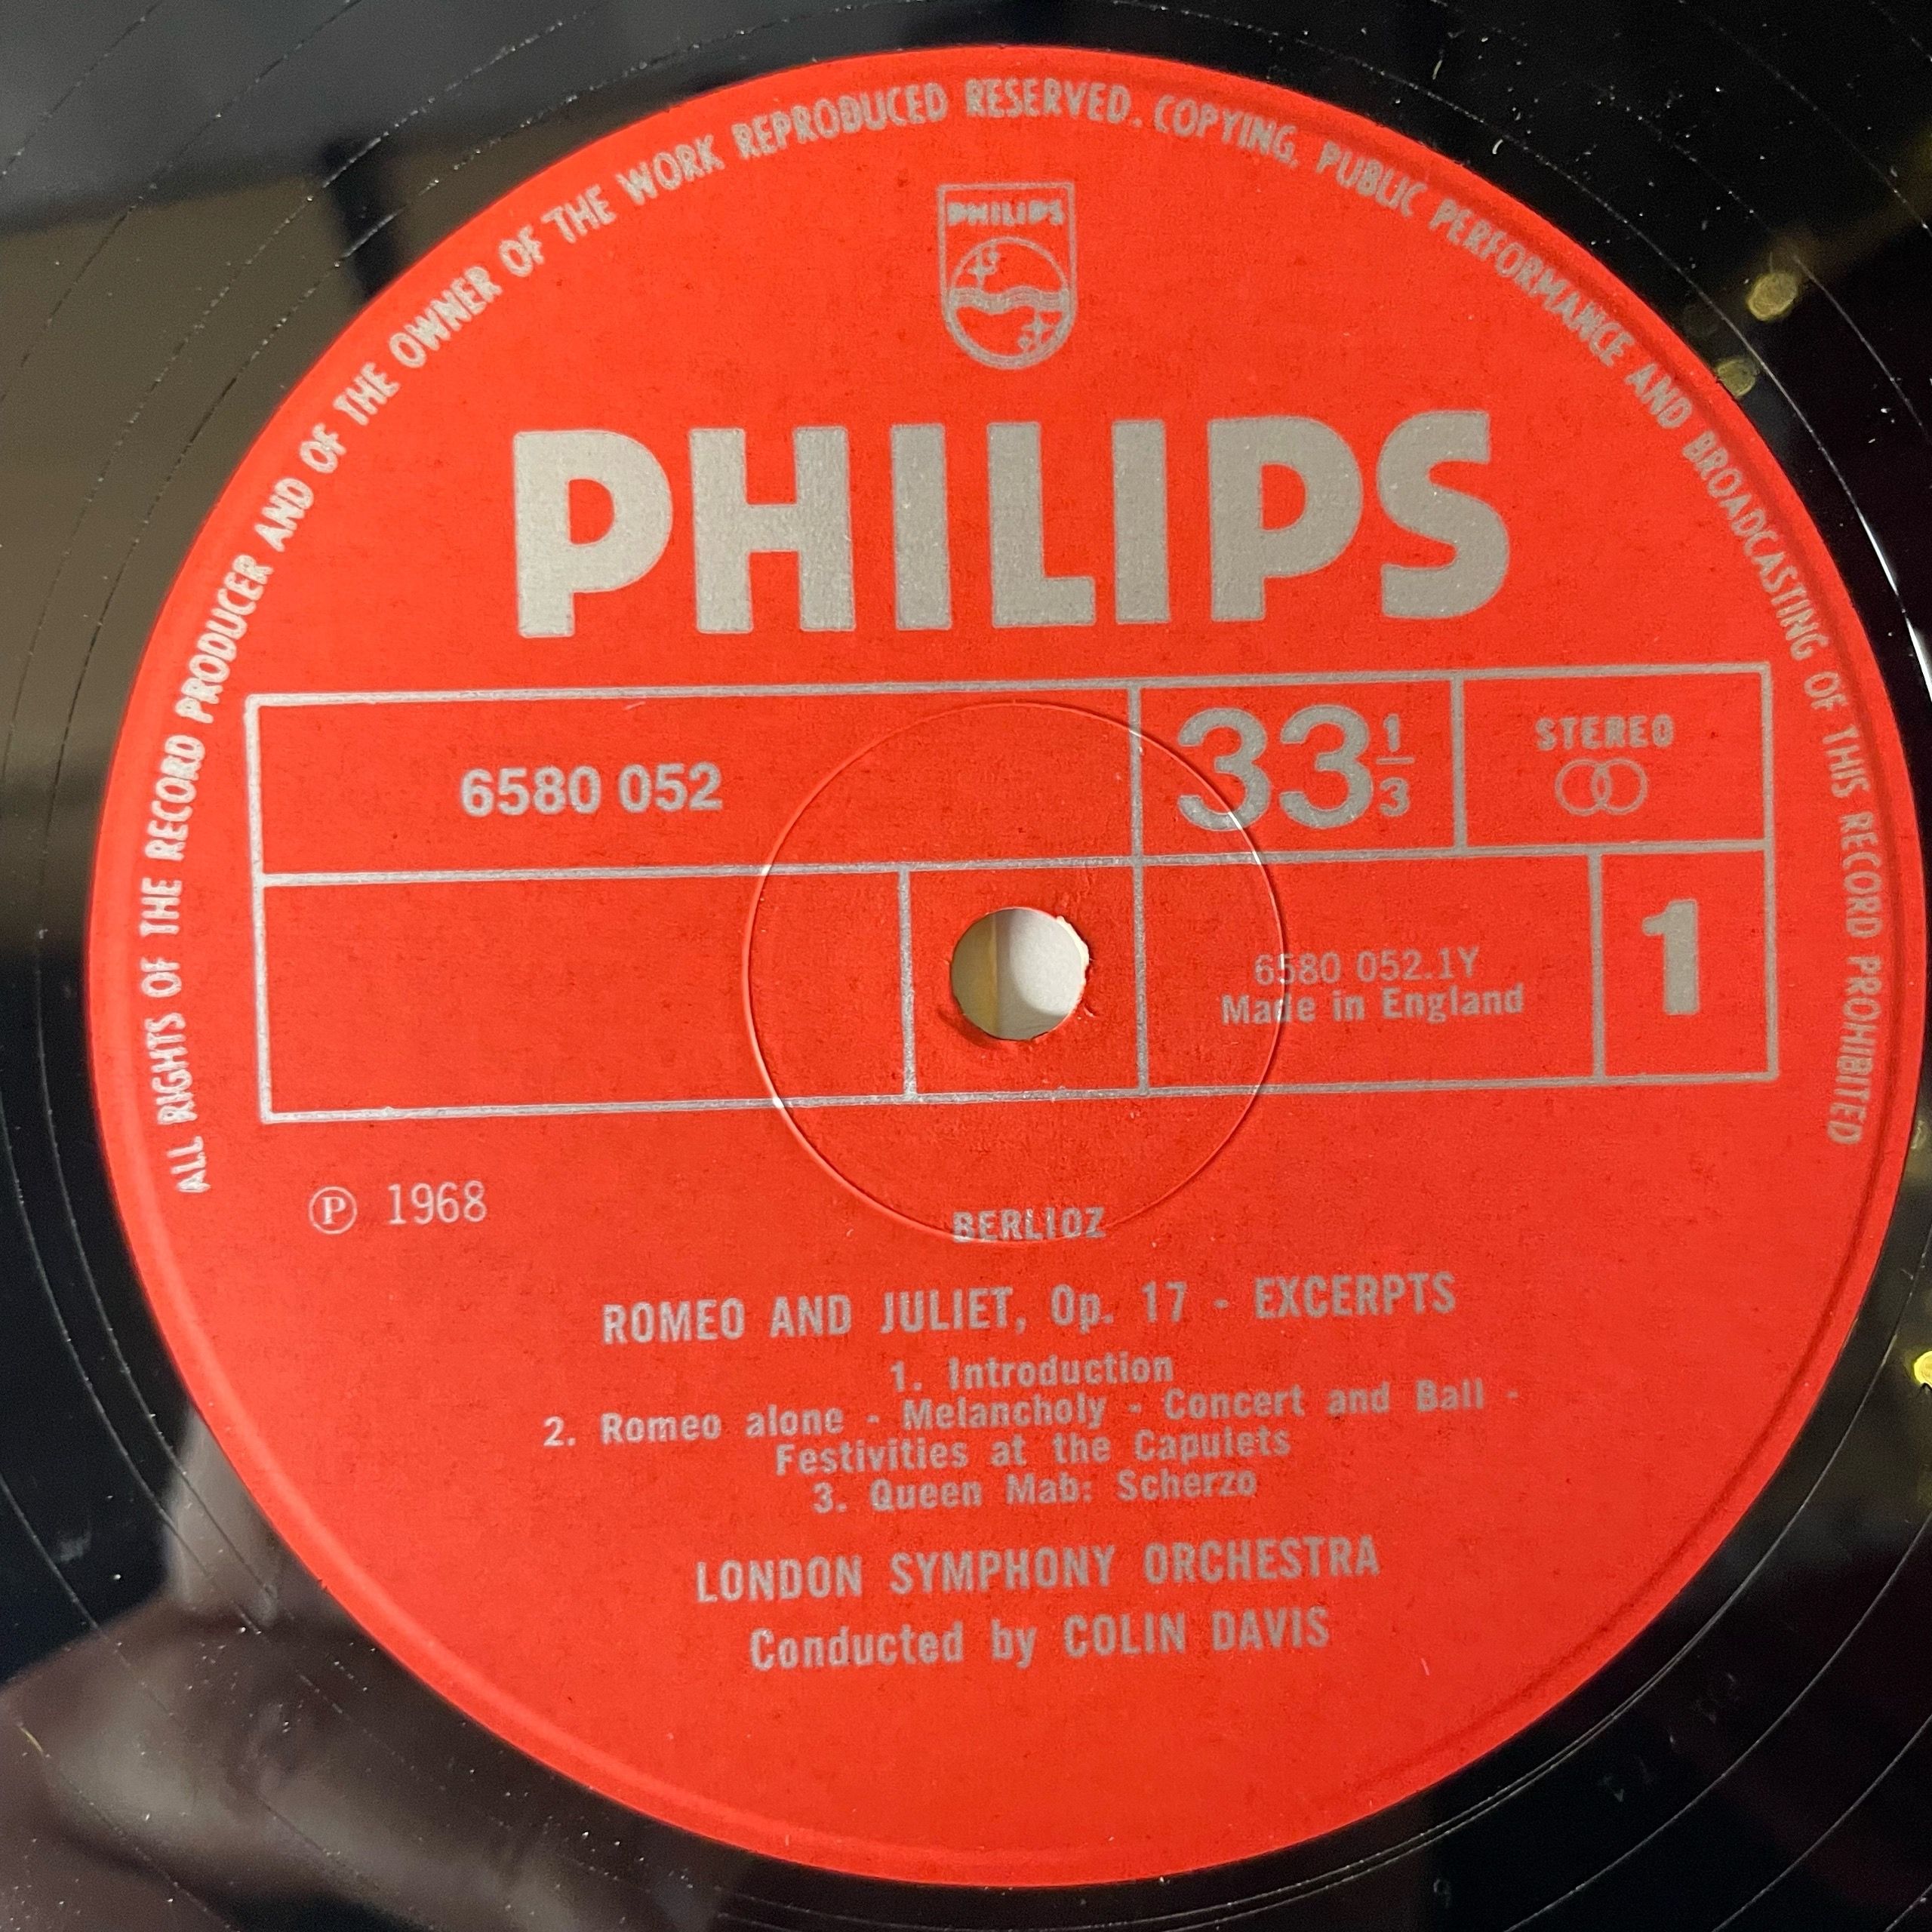 ALL RIGHTS OF THE RECORD PRODUCER AND OF THE OWNER OF THE WORK REPRODUCED RESERVED. COPYING, PUBLIC PERFORMANCE AND BROADCASTING OF THIS RECORD PROHIBITED
PHILIPS
PHILIPS
6580 052
33 1/3
STEREO
6580 052.1Y
Made in England
1
Ⓟ 1968
BERLIOZ
ROMEO AND JULIET, Op. 17 - EXCERPTS
1. Introduction
2. Romeo alone - Melancholy - Concert and Ball -
Festivities at the Capulets
3. Queen Mab: Scherzo
LONDON SYMPHONY ORCHESTRA
Conducted by COLIN DAVIS